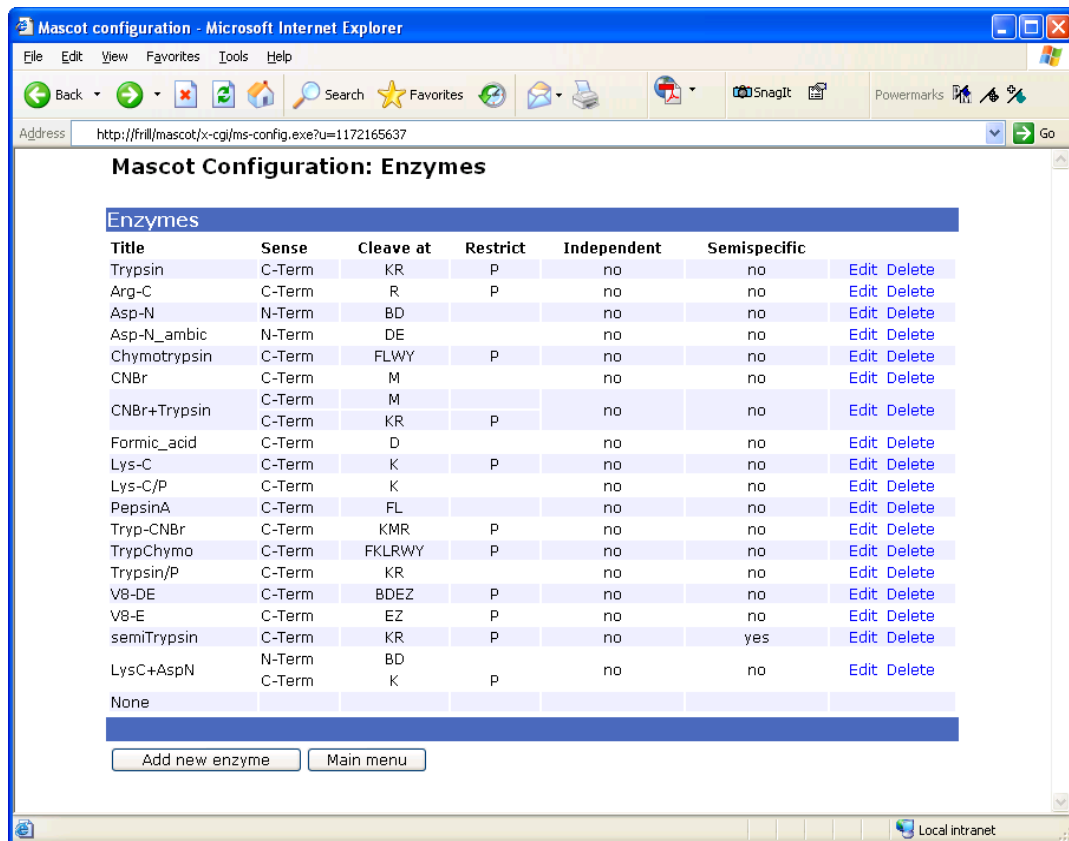 Mascot configuration - Microsoft Internet Explorer
File Edit View Favorites Tools Help
Back Search Favorites SnagIt Powermarks
Address http://frill/mascot/x-cgi/ms-config.exe?u=1172165637 Go
Mascot Configuration: Enzymes
Enzymes
Title Sense Cleave at Restrict Independent Semispecific
Trypsin C-Term KR P no no Edit Delete
Arg-C C-Term R P no no Edit Delete
Asp-N N-Term BD no no Edit Delete
Asp-N_ambic N-Term DE no no Edit Delete
Chymotrypsin C-Term FLWY P no no Edit Delete
CNBr C-Term M no no Edit Delete
CNBr+Trypsin C-Term M no no Edit Delete
C-Term KR P
Formic_acid C-Term D no no Edit Delete
Lys-C C-Term K P no no Edit Delete
Lys-C/P C-Term K no no Edit Delete
PepsinA C-Term FL no no Edit Delete
Tryp-CNBr C-Term KMR P no no Edit Delete
TrypChymo C-Term FKLRWY P no no Edit Delete
Trypsin/P C-Term KR no no Edit Delete
V8-DE C-Term BDEZ P no no Edit Delete
V8-E C-Term EZ P no no Edit Delete
semiTrypsin C-Term KR P no yes Edit Delete
LysC+AspN N-Term BD no no Edit Delete
C-Term K P
None
Add new enzyme Main menu
Local intranet